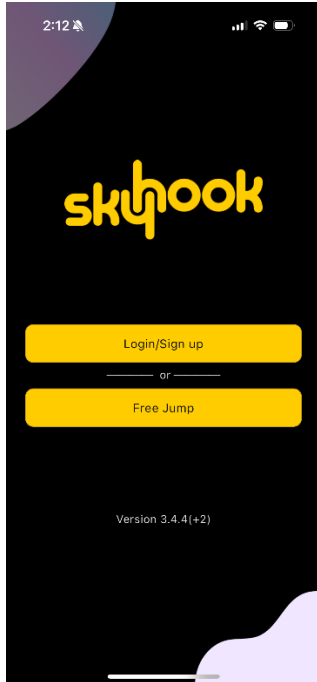 2:12
skyhook
Login/Sign up
or
Free Jump
Version 3.4.4(+2)